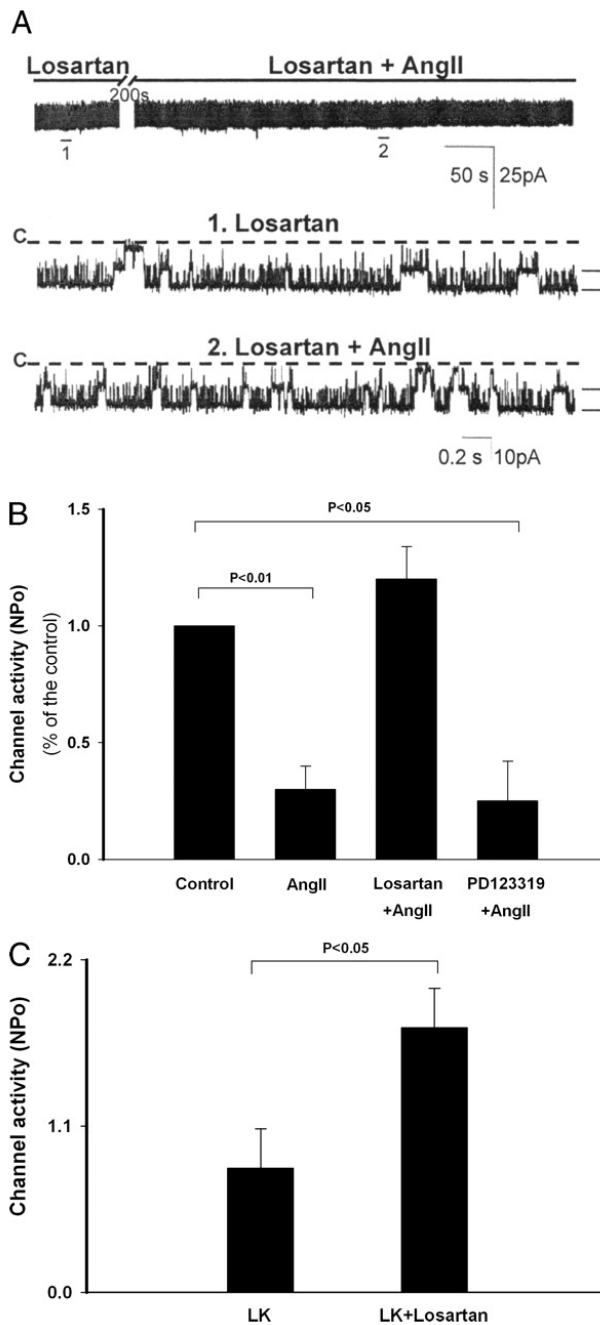 A
Losartan Losartan + AngII
200s
1 2
50 s 25pA
1. Losartan
C
2. Losartan + AngII
C
0.2 s 10pA
B
Channel activity (NPo)
(% of the control)
1.5
1.0
0.5
0.0
P<0.05
P<0.01
Control AngII Losartan PD123319
+AngII +AngII
C
Channel activity (NPo)
2.2
1.1
0.0
P<0.05
LK LK+Losartan